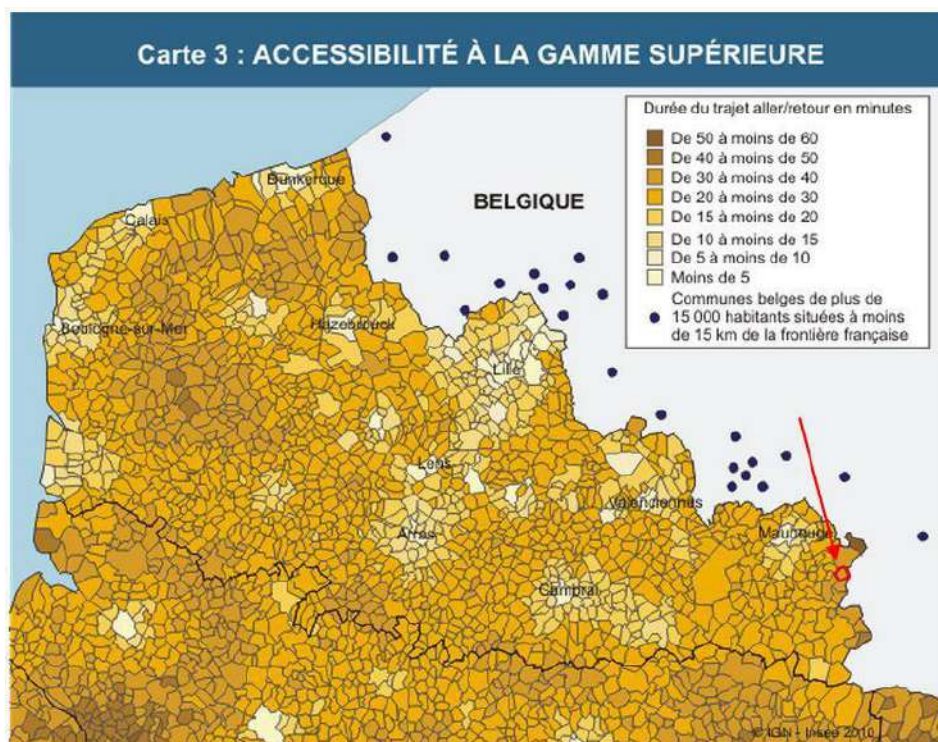 Carte 3 : ACCESSIBILITÉ À LA GAMME SUPÉRIEURE
Durée du trajet aller/retour en minutes
De 50 à moins de 60
De 40 à moins de 50
De 30 à moins de 40
De 20 à moins de 30
De 15 à moins de 20
De 10 à moins de 15
De 5 à moins de 10
Moins de 5
Communes belges de plus de
15 000 habitants situées à moins
de 15 km de la frontière française
BELGIQUE
Dunkerque
Calais
Boulogne-sur-Mer
Hazebrouck
Lille
Lens
Valenciennes
Arras
Maubeuge
Cambrai
© IGN - Insee 2010